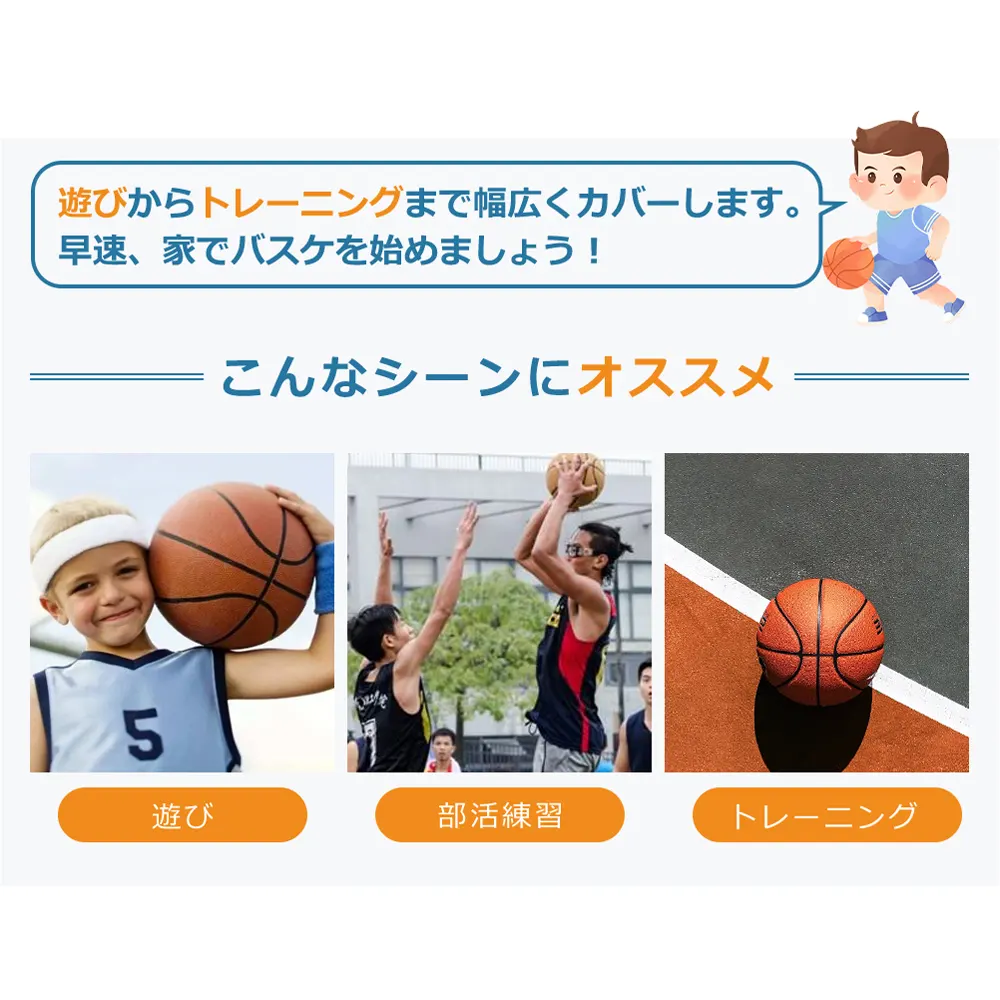 遊びからトレーニングまで幅広くカバーします。
早速、家でバスケを始めましょう！
こんなシーンにオススメ
5
遊び
部活練習
トレーニング